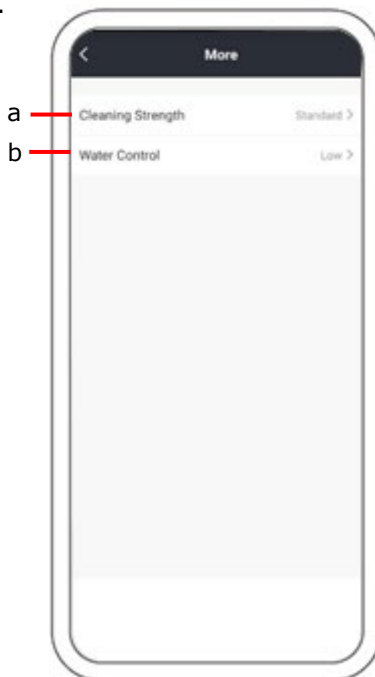 .
< More
a Cleaning Strength Standard >
b Water Control Low >